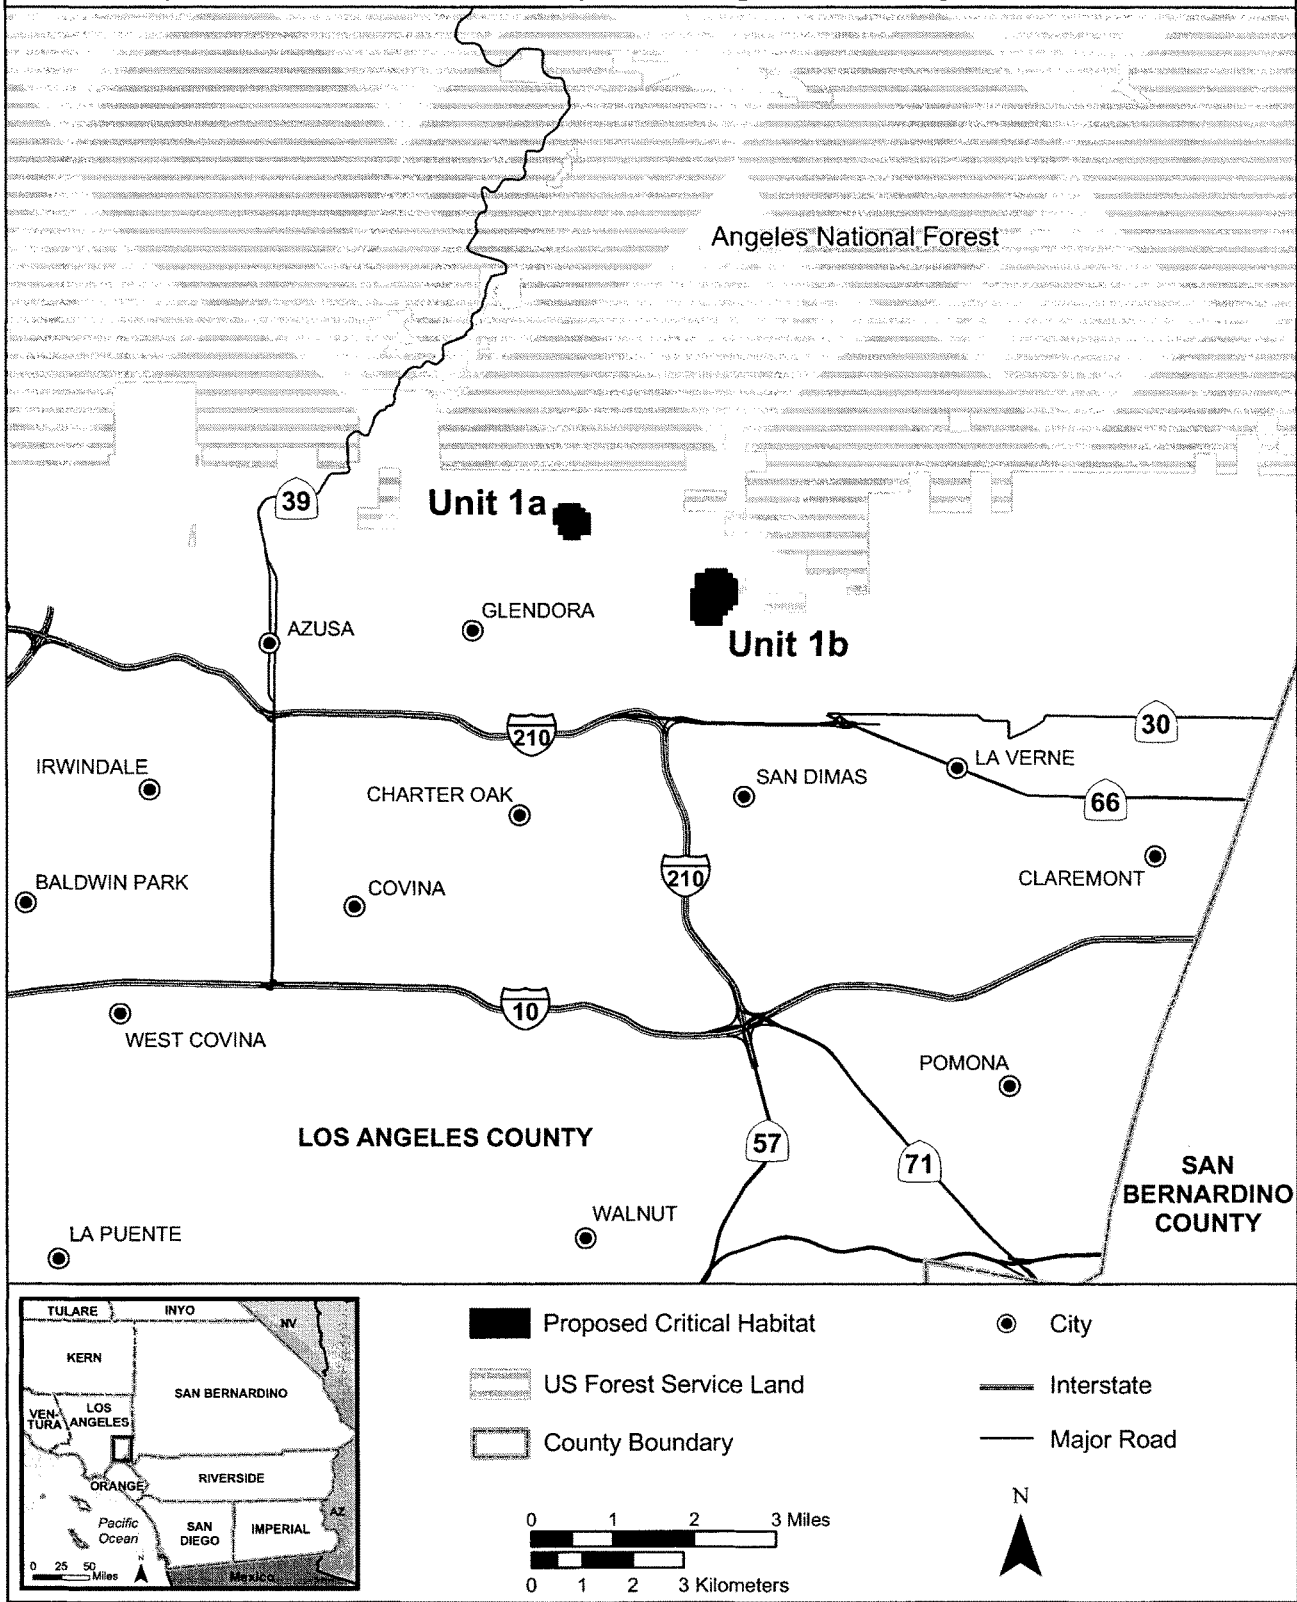 Angeles National Forest
39
Unit 1a
GLENDORA
AZUSA
Unit 1b
210
30
IRWINDALE
LA VERNE
SAN DIMAS
CHARTER OAK
66
210
CLAREMONT
BALDWIN PARK
COVINA
10
WEST COVINA
POMONA
LOS ANGELES COUNTY
57
71
SAN
BERNARDINO
COUNTY
WALNUT
LA PUENTE
TULARE
INYO
NV
KERN
SAN BERNARDINO
VEN-
TURA
LOS
ANGELES
RIVERSIDE
ORANGE
AZ
Pacific
Ocean
SAN
DIEGO
IMPERIAL
N
0 25 50
Miles
Mexico
Proposed Critical Habitat
US Forest Service Land
County Boundary
City
Interstate
Major Road
0 1 2 3 Miles
0 1 2 3 Kilometers
N